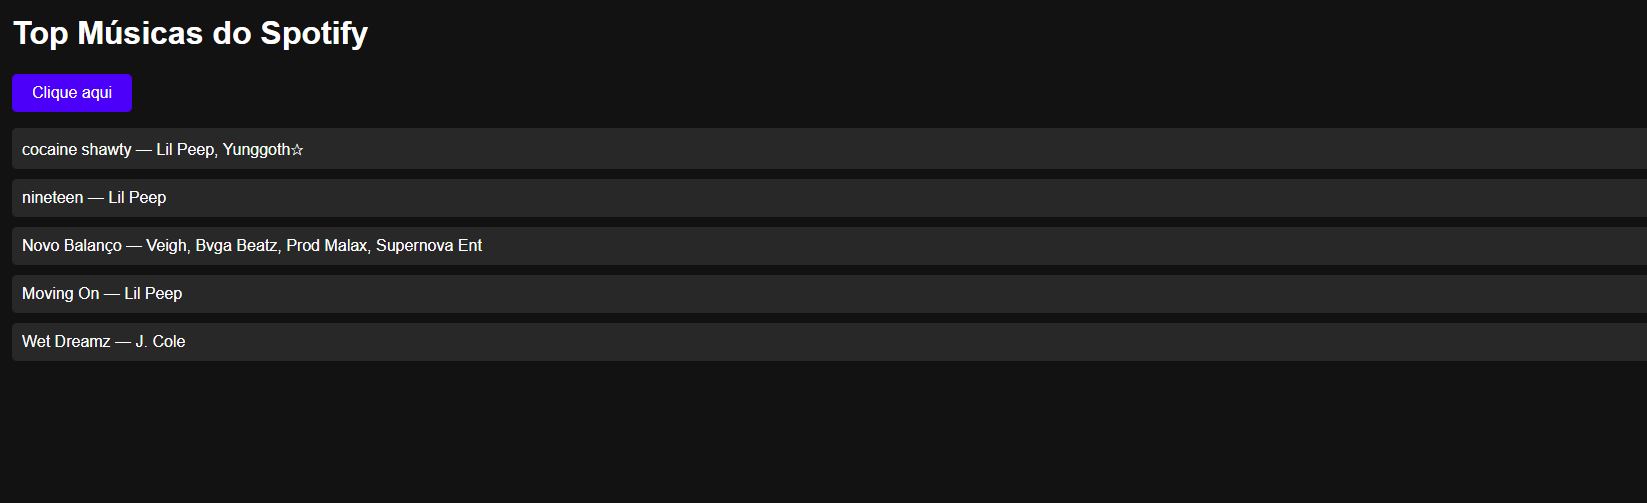 Top Músicas do Spotify
Clique aqui
cocaine shawty — Lil Peep, Yunggoth☆
nineteen — Lil Peep
Novo Balanço — Veigh, Bvga Beatz, Prod Malax, Supernova Ent
Moving On — Lil Peep
Wet Dreamz — J. Cole